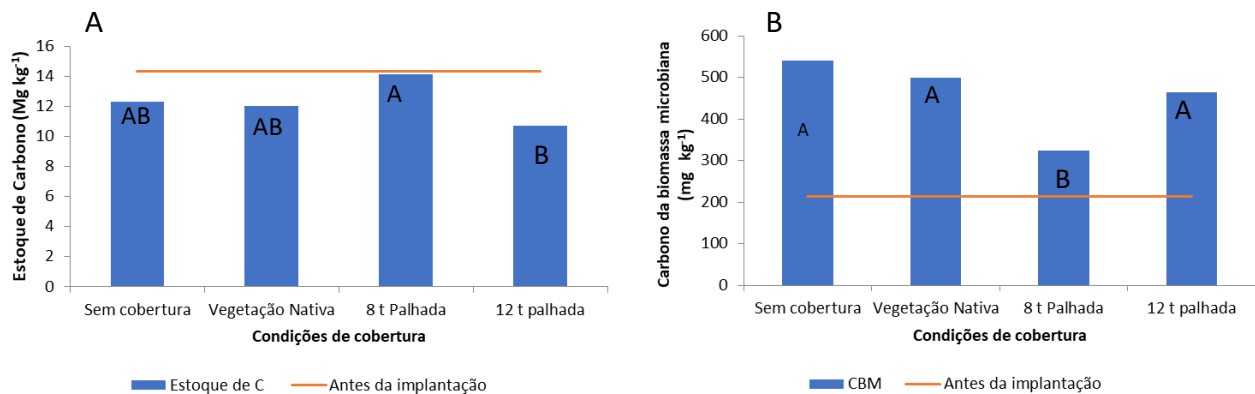 A
Estoque de Carbono (Mg kg⁻¹)
16
14
12
10
8
6
4
2
0
AB
AB
A
B
Sem cobertura
Vegetação Nativa
8 t Palhada
12 t palhada
Condições de cobertura
Estoque de C
Antes da implantação
B
Carbono da biomassa microbiana
(mg kg⁻¹)
600
500
400
300
200
100
0
A
A
B
A
Sem cobertura
Vegetação Nativa
8 t Palhada
12 t palhada
Condições de cobertura
CBM
Antes da implantação